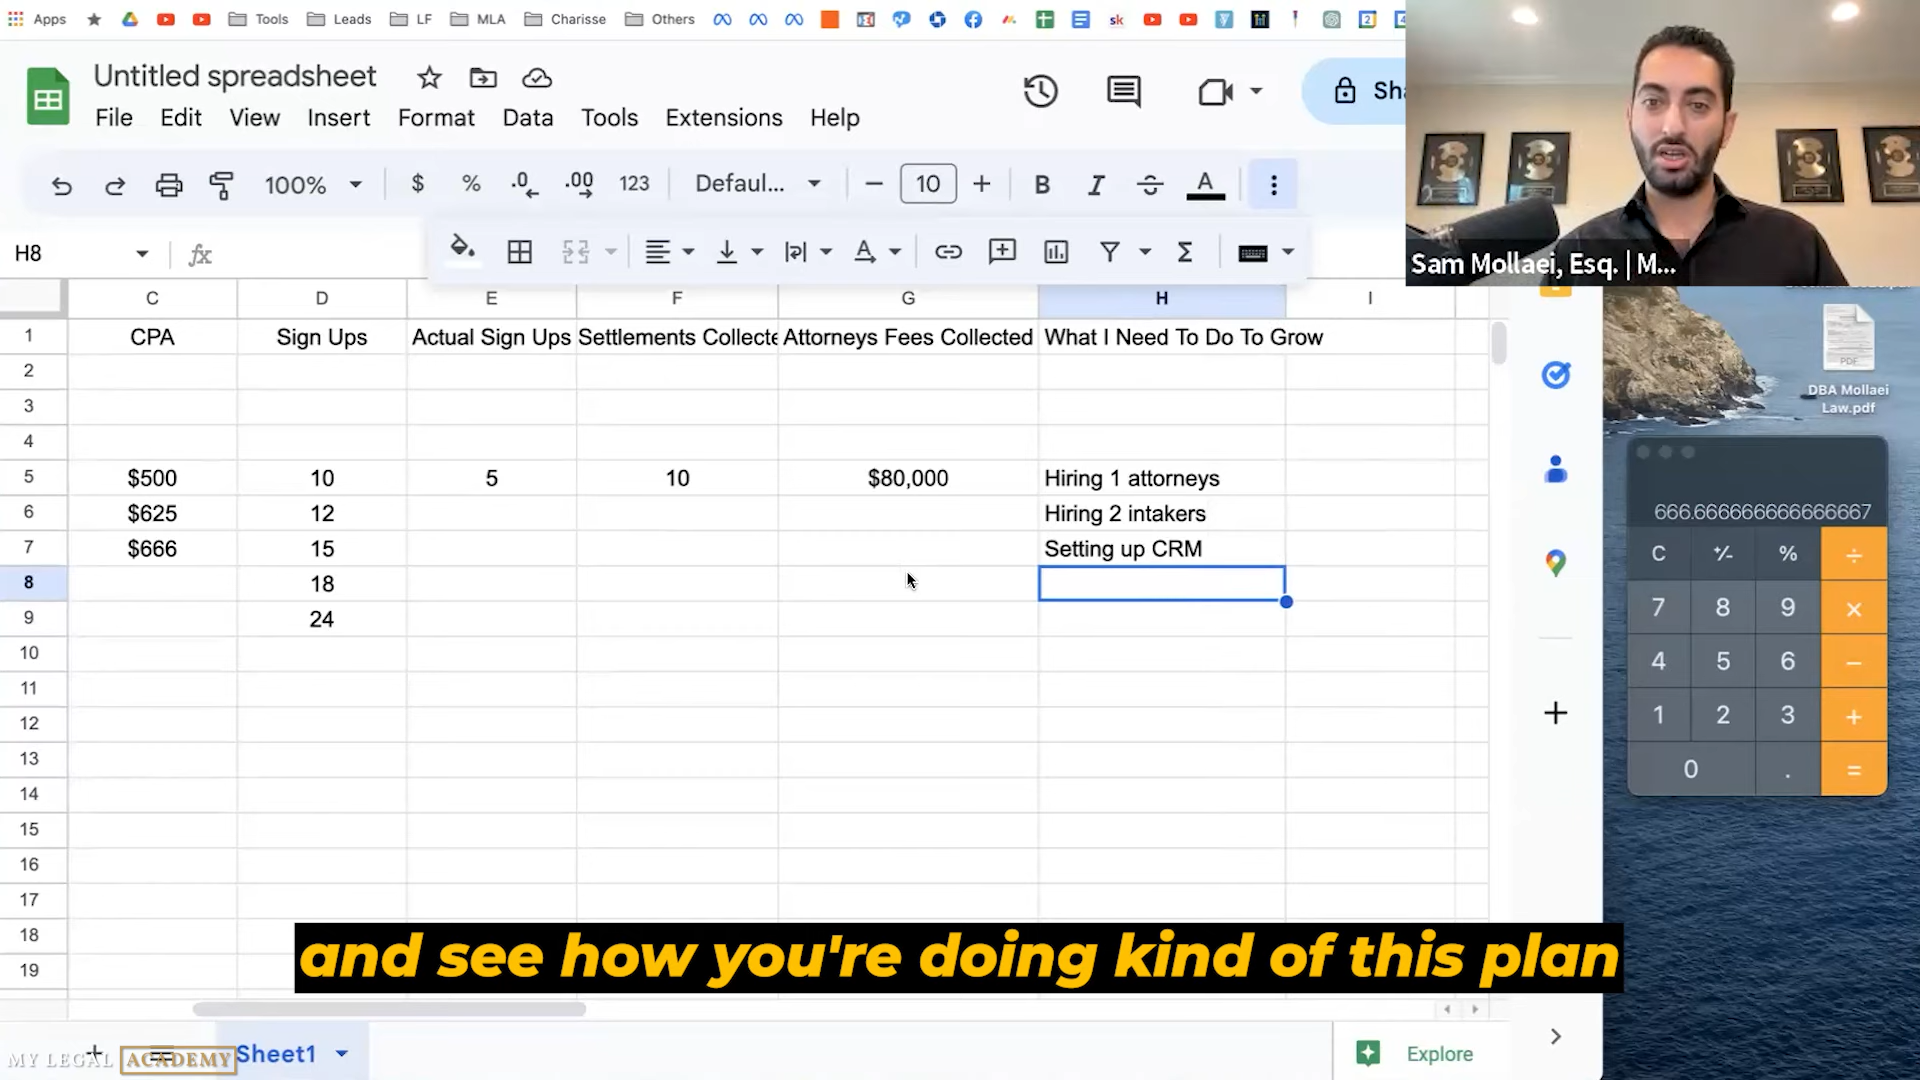 Apps Tools Leads LF MLA Charisse Others sk
Untitled spreadsheet
File Edit View Insert Format Data Tools Extensions Help
100% $ % .0 .00 123 Defaul... 10 B I S A
H8 fx
Sam Mollaei, Esq. | M...
C D E F G H I
1 CPA Sign Ups Actual Sign Ups Settlements Collecte Attorneys Fees Collected What I Need To Do To Grow
2
3
4
5 $500 10 5 10 $80,000 Hiring 1 attorneys
6 $625 12 Hiring 2 intakers
7 $666 15 Setting up CRM
8 18
9 24
10
11
12
13
14
15
16
17
18
19
PDF
DBA Mollaei
Law.pdf
666.6666666666666667
C +/- % ÷
7 8 9 ×
4 5 6 −
1 2 3 +
0 . =
and see how you're doing kind of this plan
MY LEGAL ACADEMY
Sheet1
Explore